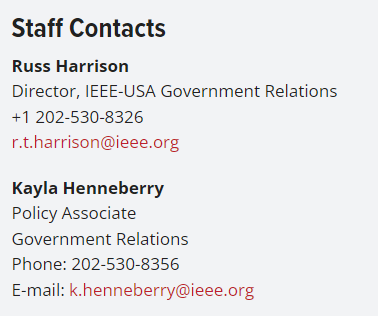 Staff Contacts
Russ Harrison
Director, IEEE-USA Government Relations
+1 202-530-8326
r.t.harrison@ieee.org
Kayla Henneberry
Policy Associate
Government Relations
Phone: 202-530-8356
E-mail: k.henneberry@ieee.org